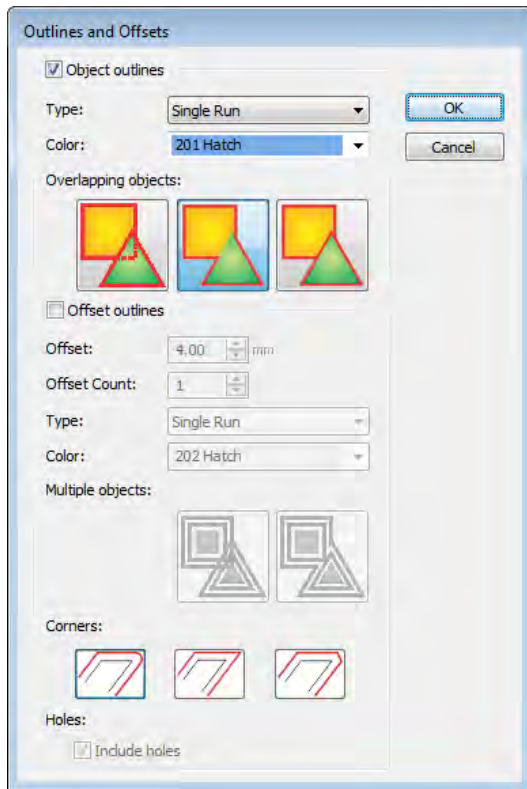 Outlines and Offsets
Object outlines
Type: Single Run OK
Color: 201 Hatch Cancel
Overlapping objects:
Offset outlines
Offset: 4.00 mm
Offset Count: 1
Type: Single Run
Color: 202 Hatch
Multiple objects:
Corners:
Holes:
Include holes